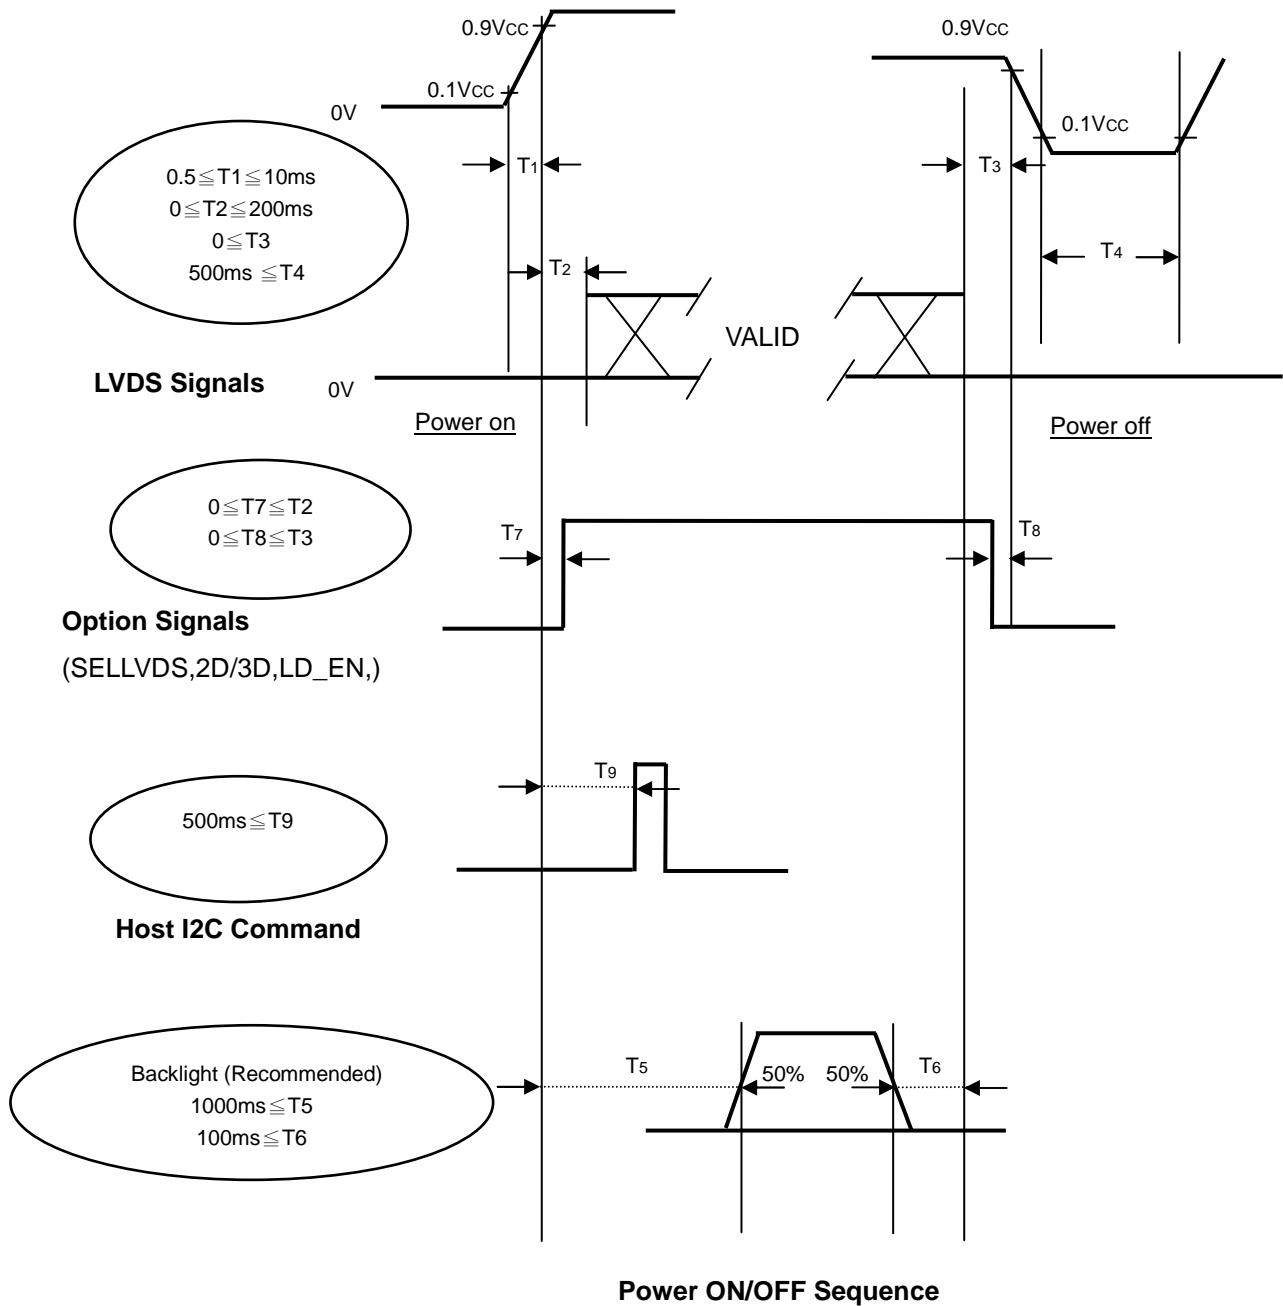 0.9Vcc
0.9Vcc
0.1Vcc
0V
0.1Vcc
T1
T3
0.5≦T1≦10ms
0≦T2≦200ms
0≦T3
500ms ≦T4
T2
T4
VALID
LVDS Signals
0V
Power on
Power off
0≦T7≦T2
0≦T8≦T3
T7
T8
Option Signals
(SELLVDS,2D/3D,LD_EN,)
T9
500ms≦T9
Host I2C Command
Backlight (Recommended)
1000ms≦T5
100ms≦T6
T5
50%
50%
T6
Power ON/OFF Sequence